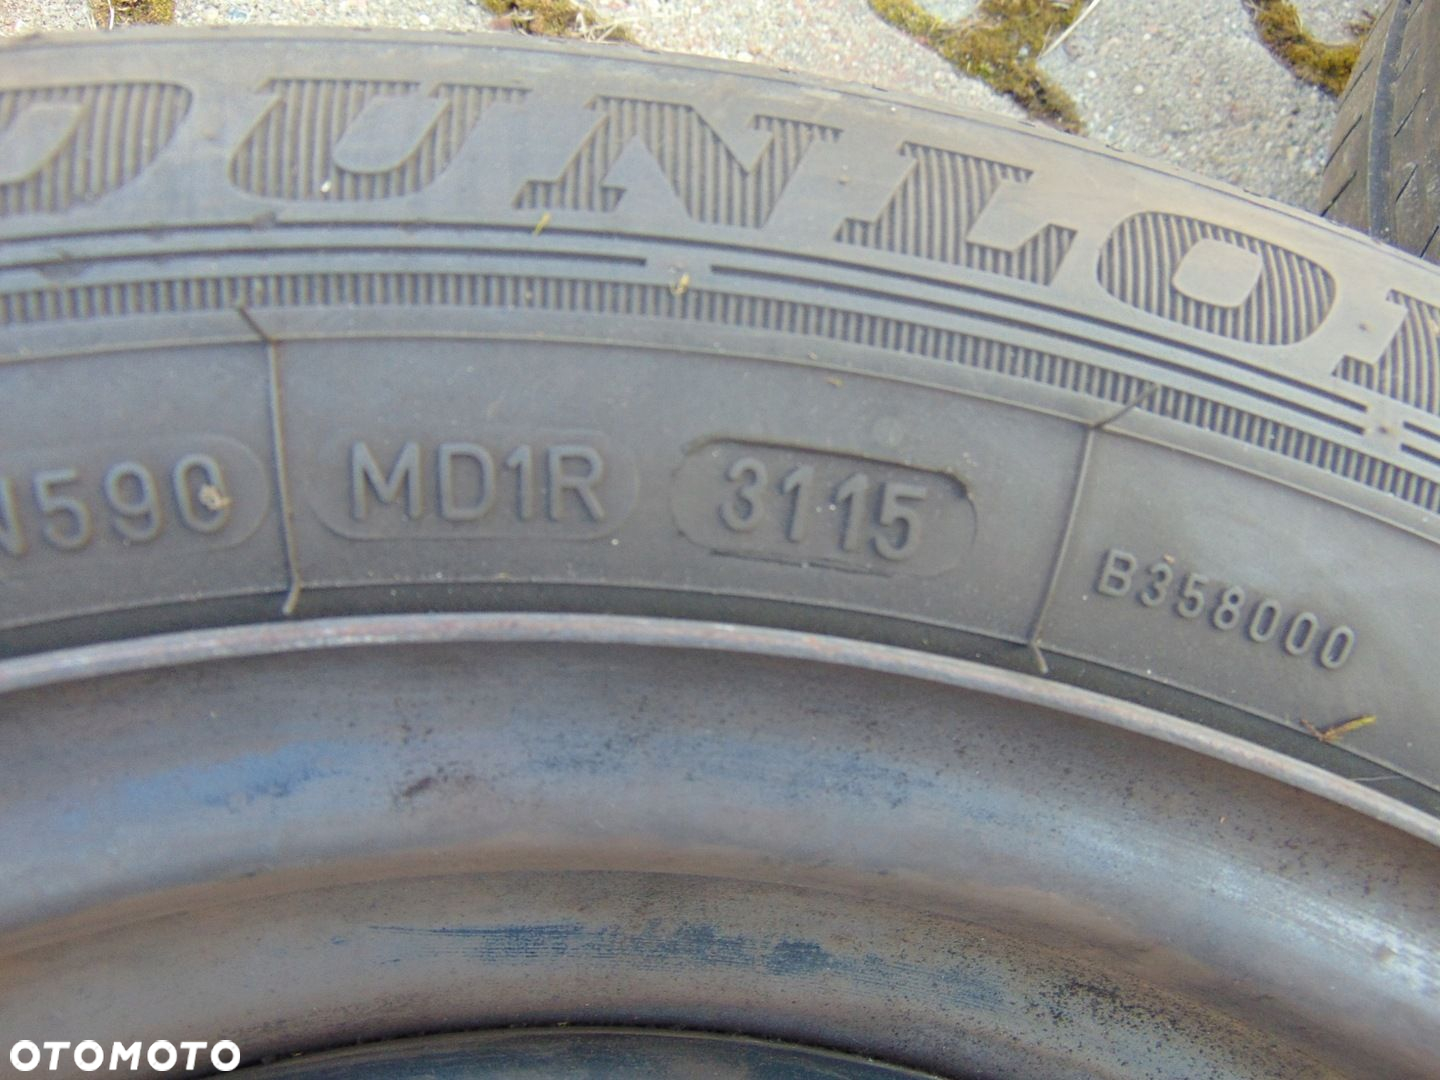 DUNLOP
N590 MD1R 3115
B358000
OTOMOTO